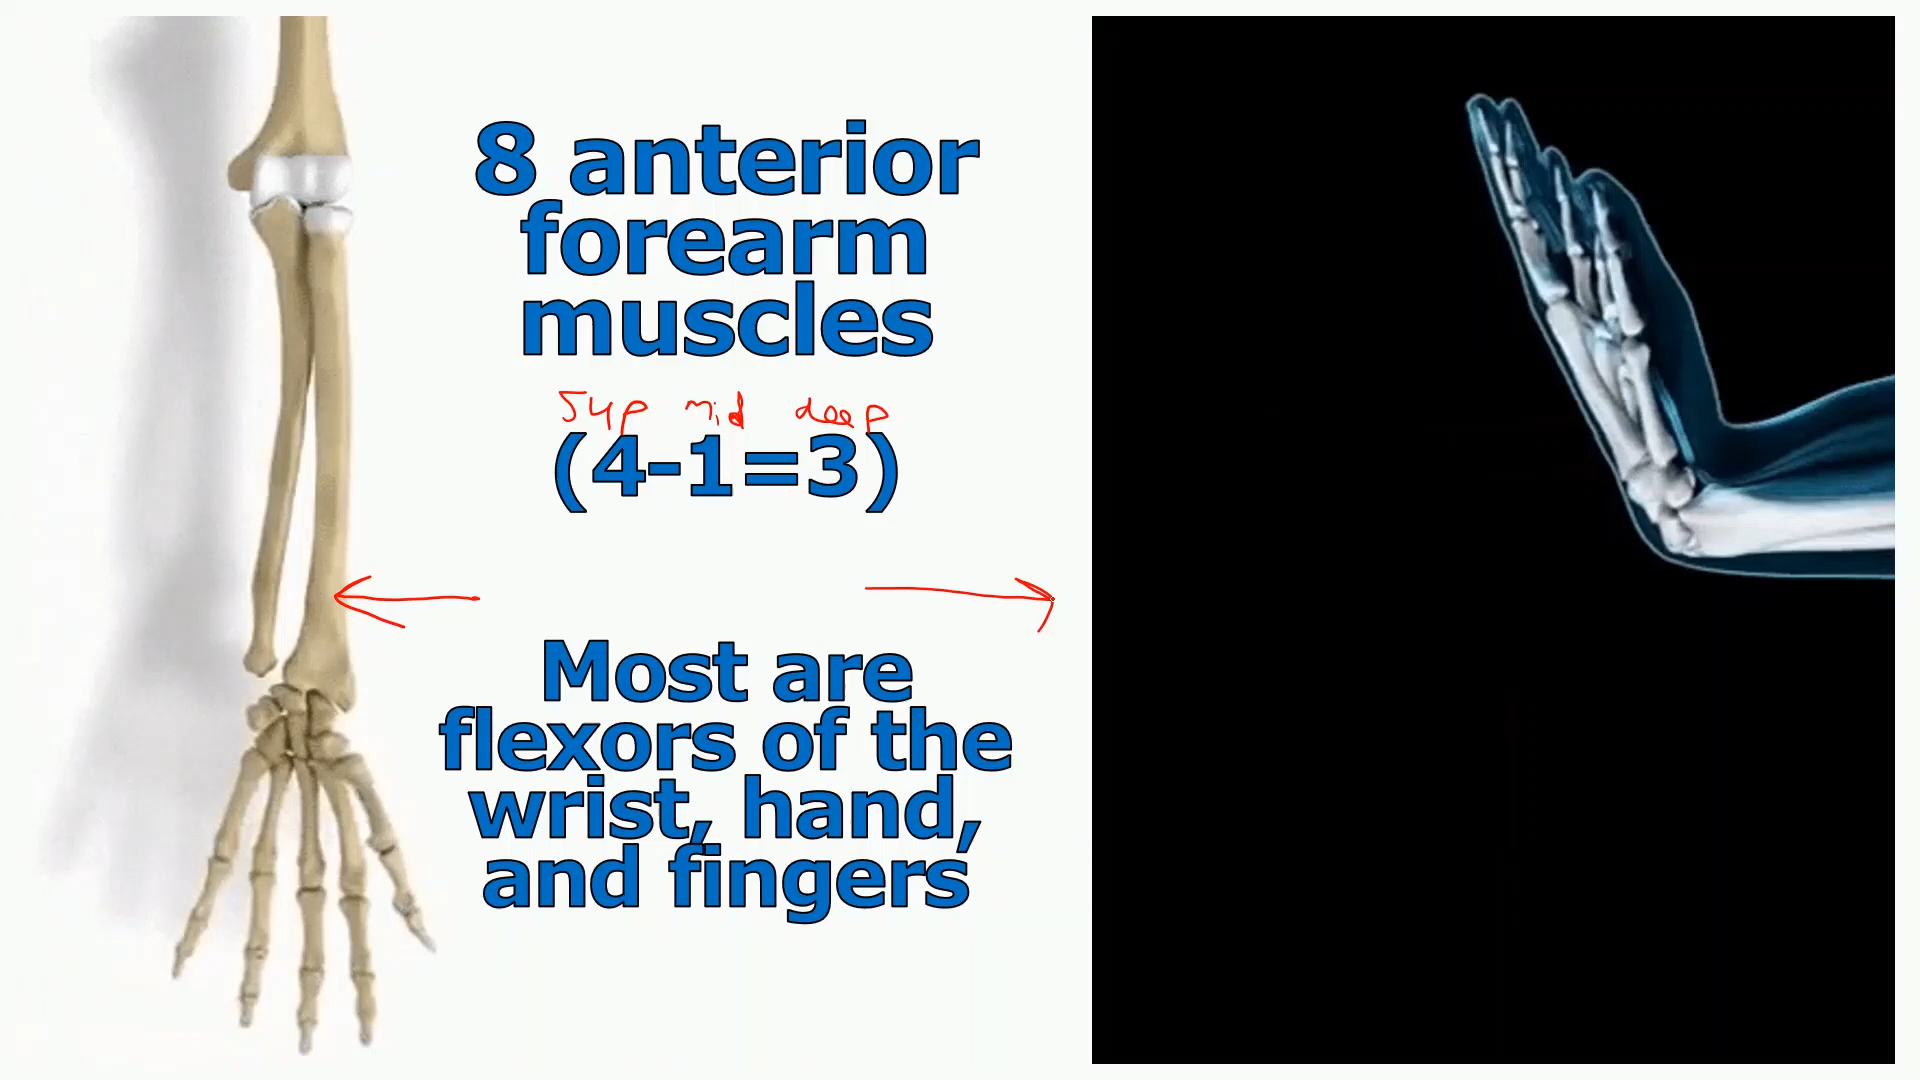 8 anterior
forearm
muscles
Sup mid deep
(4-1=3)
Most are
flexors of the
wrist, hand,
and fingers